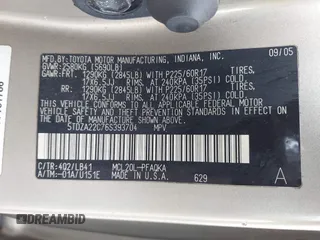 MFD. BY: TOYOTA MOTOR MANUFACTURING, INDIANA, INC. 09/05
GVWR: 2580KG (5690LB)
GAWR: FRT. 1290KG (2845LB) WITH P225/60R17 TIRES,
17X6.5JJ RIMS, AT 240KPA (35PSI) COLD.
RR. 1290KG (2845LB) WITH P225/60R17 TIRES,
17X6.5JJ RIMS, AT 240KPA (35PSI) COLD.
THIS VEHICLE CONFORMS TO ALL APPLICABLE FEDERAL MOTOR
VEHICLE SAFETY, AND THEFT PREVENTION STANDARDS IN EFFECT
ON THE DATE OF MANUFACTURE SHOWN ABOVE.
5TDZA22C76S393704 MPV
C/TR: 4Q2/LB41 MCL20L-PFAQKA
A: -01A/U151E MADE IN U.S.A. 629 A
DREAMBID